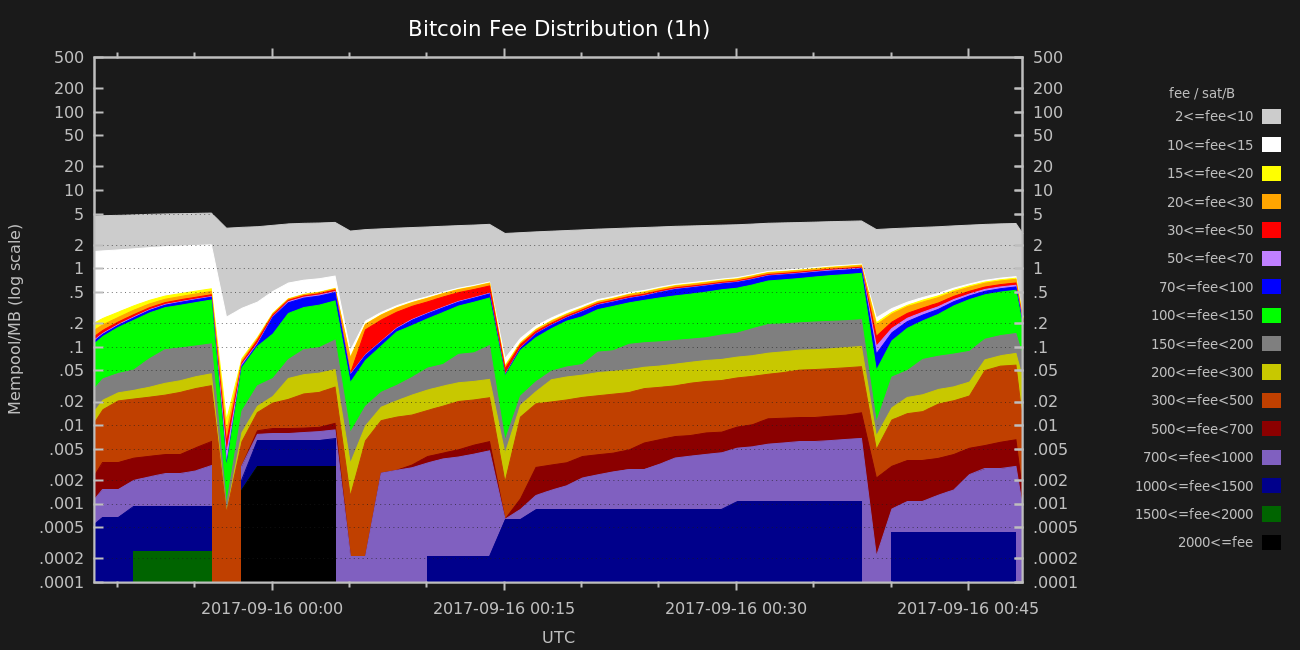 Bitcoin Fee Distribution (1h)
Mempool/MB (log scale)
500
200
100
50
20
10
5
2
1
.5
.2
.1
.05
.02
.01
.005
.002
.001
.0005
.0002
.0001
500
200
100
50
20
10
5
2
1
.5
.2
.1
.05
.02
.01
.005
.002
.001
.0005
.0002
.0001
2017-09-16 00:00
2017-09-16 00:15
2017-09-16 00:30
2017-09-16 00:45
UTC
fee / sat/B
2<=fee<10
10<=fee<15
15<=fee<20
20<=fee<30
30<=fee<50
50<=fee<70
70<=fee<100
100<=fee<150
150<=fee<200
200<=fee<300
300<=fee<500
500<=fee<700
700<=fee<1000
1000<=fee<1500
1500<=fee<2000
2000<=fee